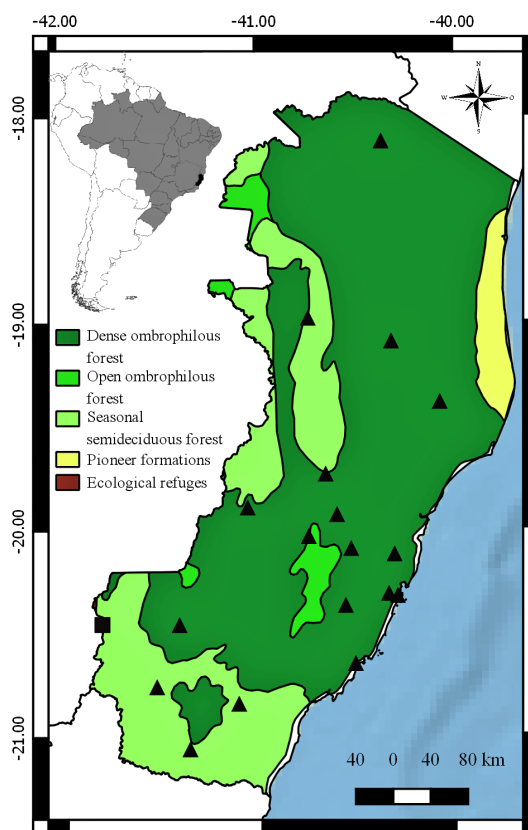 -42.00 -41.00 -40.00
N
W O
S
-18.00
-19.00
Dense ombrophilous
forest
Open ombrophilous
forest
Seasonal
semideciduous forest
Pioneer formations
Ecological refuges
-20.00
-21.00
40 0 40 80 km